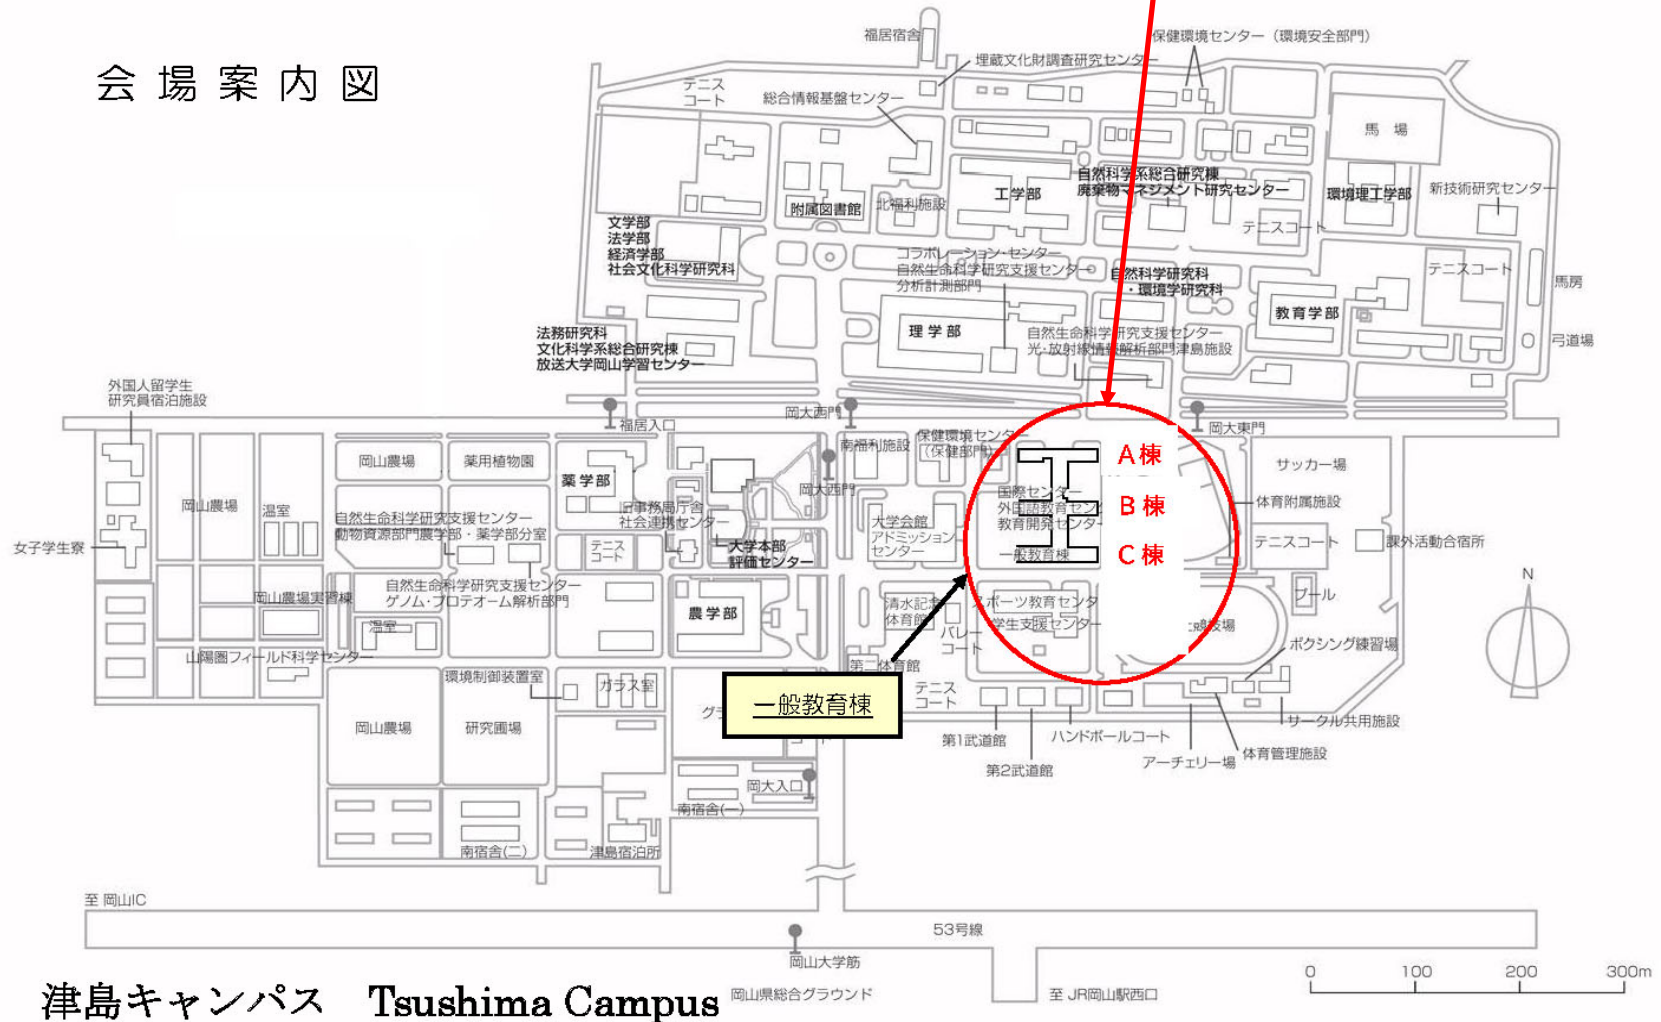 会場案内図
福居宿舎
保健環境センター（環境安全部門）
埋蔵文化財調査研究センター
テニス
コート
総合情報基盤センター
馬 場
自然科学系総合研究棟
廃棄物マネジメント研究センター
工学部
環境理工学部
新技術研究センター
附属図書館
北福利施設
テニスコート
文学部
法学部
経済学部
社会文化科学研究科
コラボレーション・センター
自然生命科学研究支援センター
分析計測部門
自然科学研究科
・環境学研究科
テニスコート
馬房
教育学部
理学部
法務研究科
文化科学系総合研究棟
放送大学岡山学習センター
自然生命科学研究支援センター
光・放射線情報解析部門津島施設
弓道場
外国人留学生
研究員宿泊施設
福居入口
岡大西門
岡大東門
南福利施設
保健環境センター
（保健部門）
A棟
サッカー場
岡山農場
薬用植物園
薬学部
岡大西門
国際センター
外国語教育セン
教育開発センター
B棟
体育附属施設
岡山農場
温室
自然生命科学研究支援センター
動物資源部門農学部・薬学部分室
旧事務局庁舎
社会連携センター
大学会館
アドミッション
センター
女子学生寮
テニス
コート
大学本部
評価センター
一般教育棟
C棟
テニスコート
課外活動合宿所
N
自然生命科学研究支援センター
ゲノム・プロテオーム解析部門
岡山農場実習棟
農学部
清水記念
体育館
スポーツ教育センタ
学生支援センター
プール
温室
バレー
コート
競技場
ボクシング練習場
山陽圏フィールド科学センター
第二体育館
環境制御装置室
ガラス室
テニス
コート
一般教育棟
グラ
岡山農場
研究圃場
第1武道館
ハンドボールコート
サークル共用施設
体育管理施設
アーチェリー場
第2武道館
岡大入口
南宿舎(一)
南宿舎(二)
津島宿泊所
至 岡山IC
53号線
岡山大学筋
岡山県総合グラウンド
至 JR岡山駅西口
0 100 200 300m
津島キャンパス Tsushima Campus